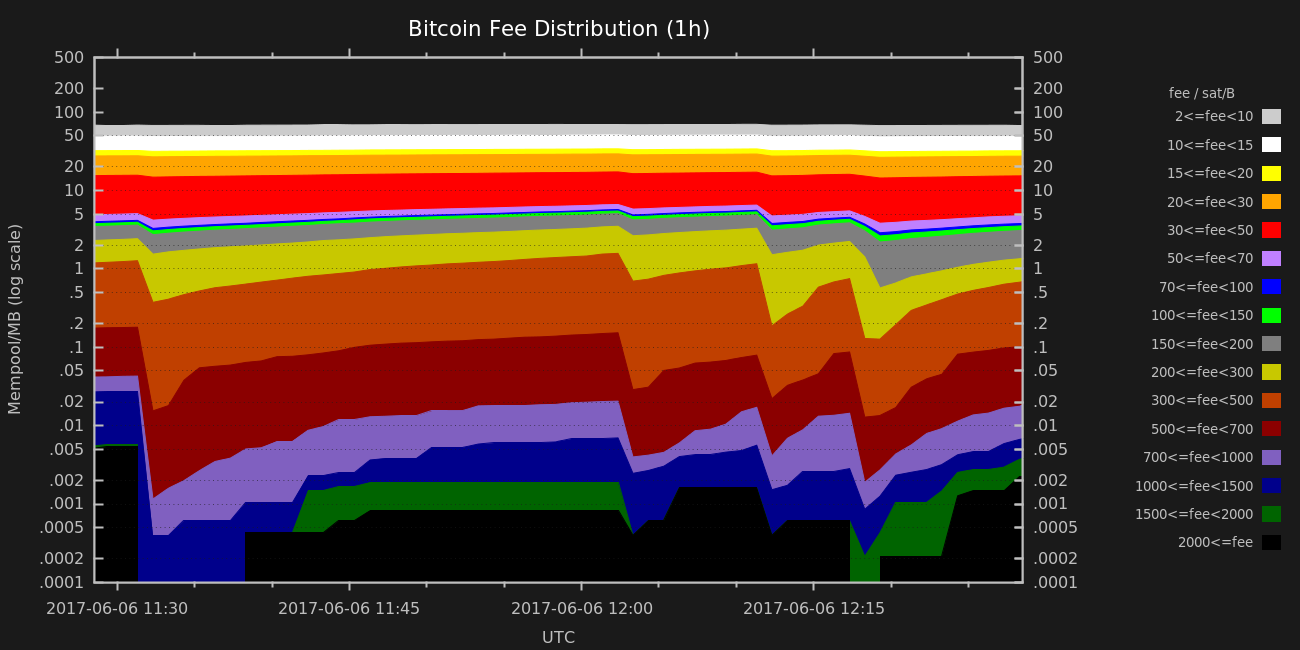 Bitcoin Fee Distribution (1h)
500 500
200 200
100 100
50 50
20 20
10 10
5 5
2 2
1 1
.5 .5
.2 .2
.1 .1
.05 .05
.02 .02
.01 .01
.005 .005
.002 .002
.001 .001
.0005 .0005
.0002 .0002
.0001 .0001
Mempool/MB (log scale)
2017-06-06 11:30 2017-06-06 11:45 2017-06-06 12:00 2017-06-06 12:15
UTC
fee / sat/B
2<=fee<10
10<=fee<15
15<=fee<20
20<=fee<30
30<=fee<50
50<=fee<70
70<=fee<100
100<=fee<150
150<=fee<200
200<=fee<300
300<=fee<500
500<=fee<700
700<=fee<1000
1000<=fee<1500
1500<=fee<2000
2000<=fee